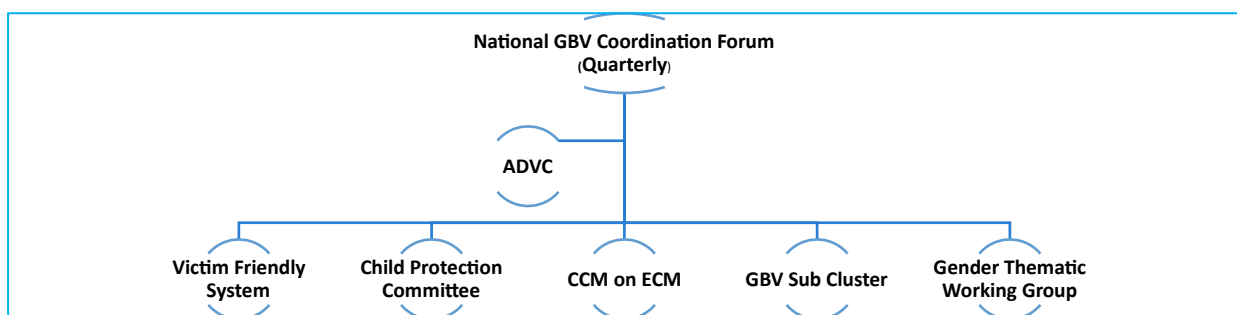 National GBV Coordination Forum
(Quarterly)
ADVC
Victim Friendly
System
Child Protection
Committee
CCM on ECM
GBV Sub Cluster
Gender Thematic
Working Group